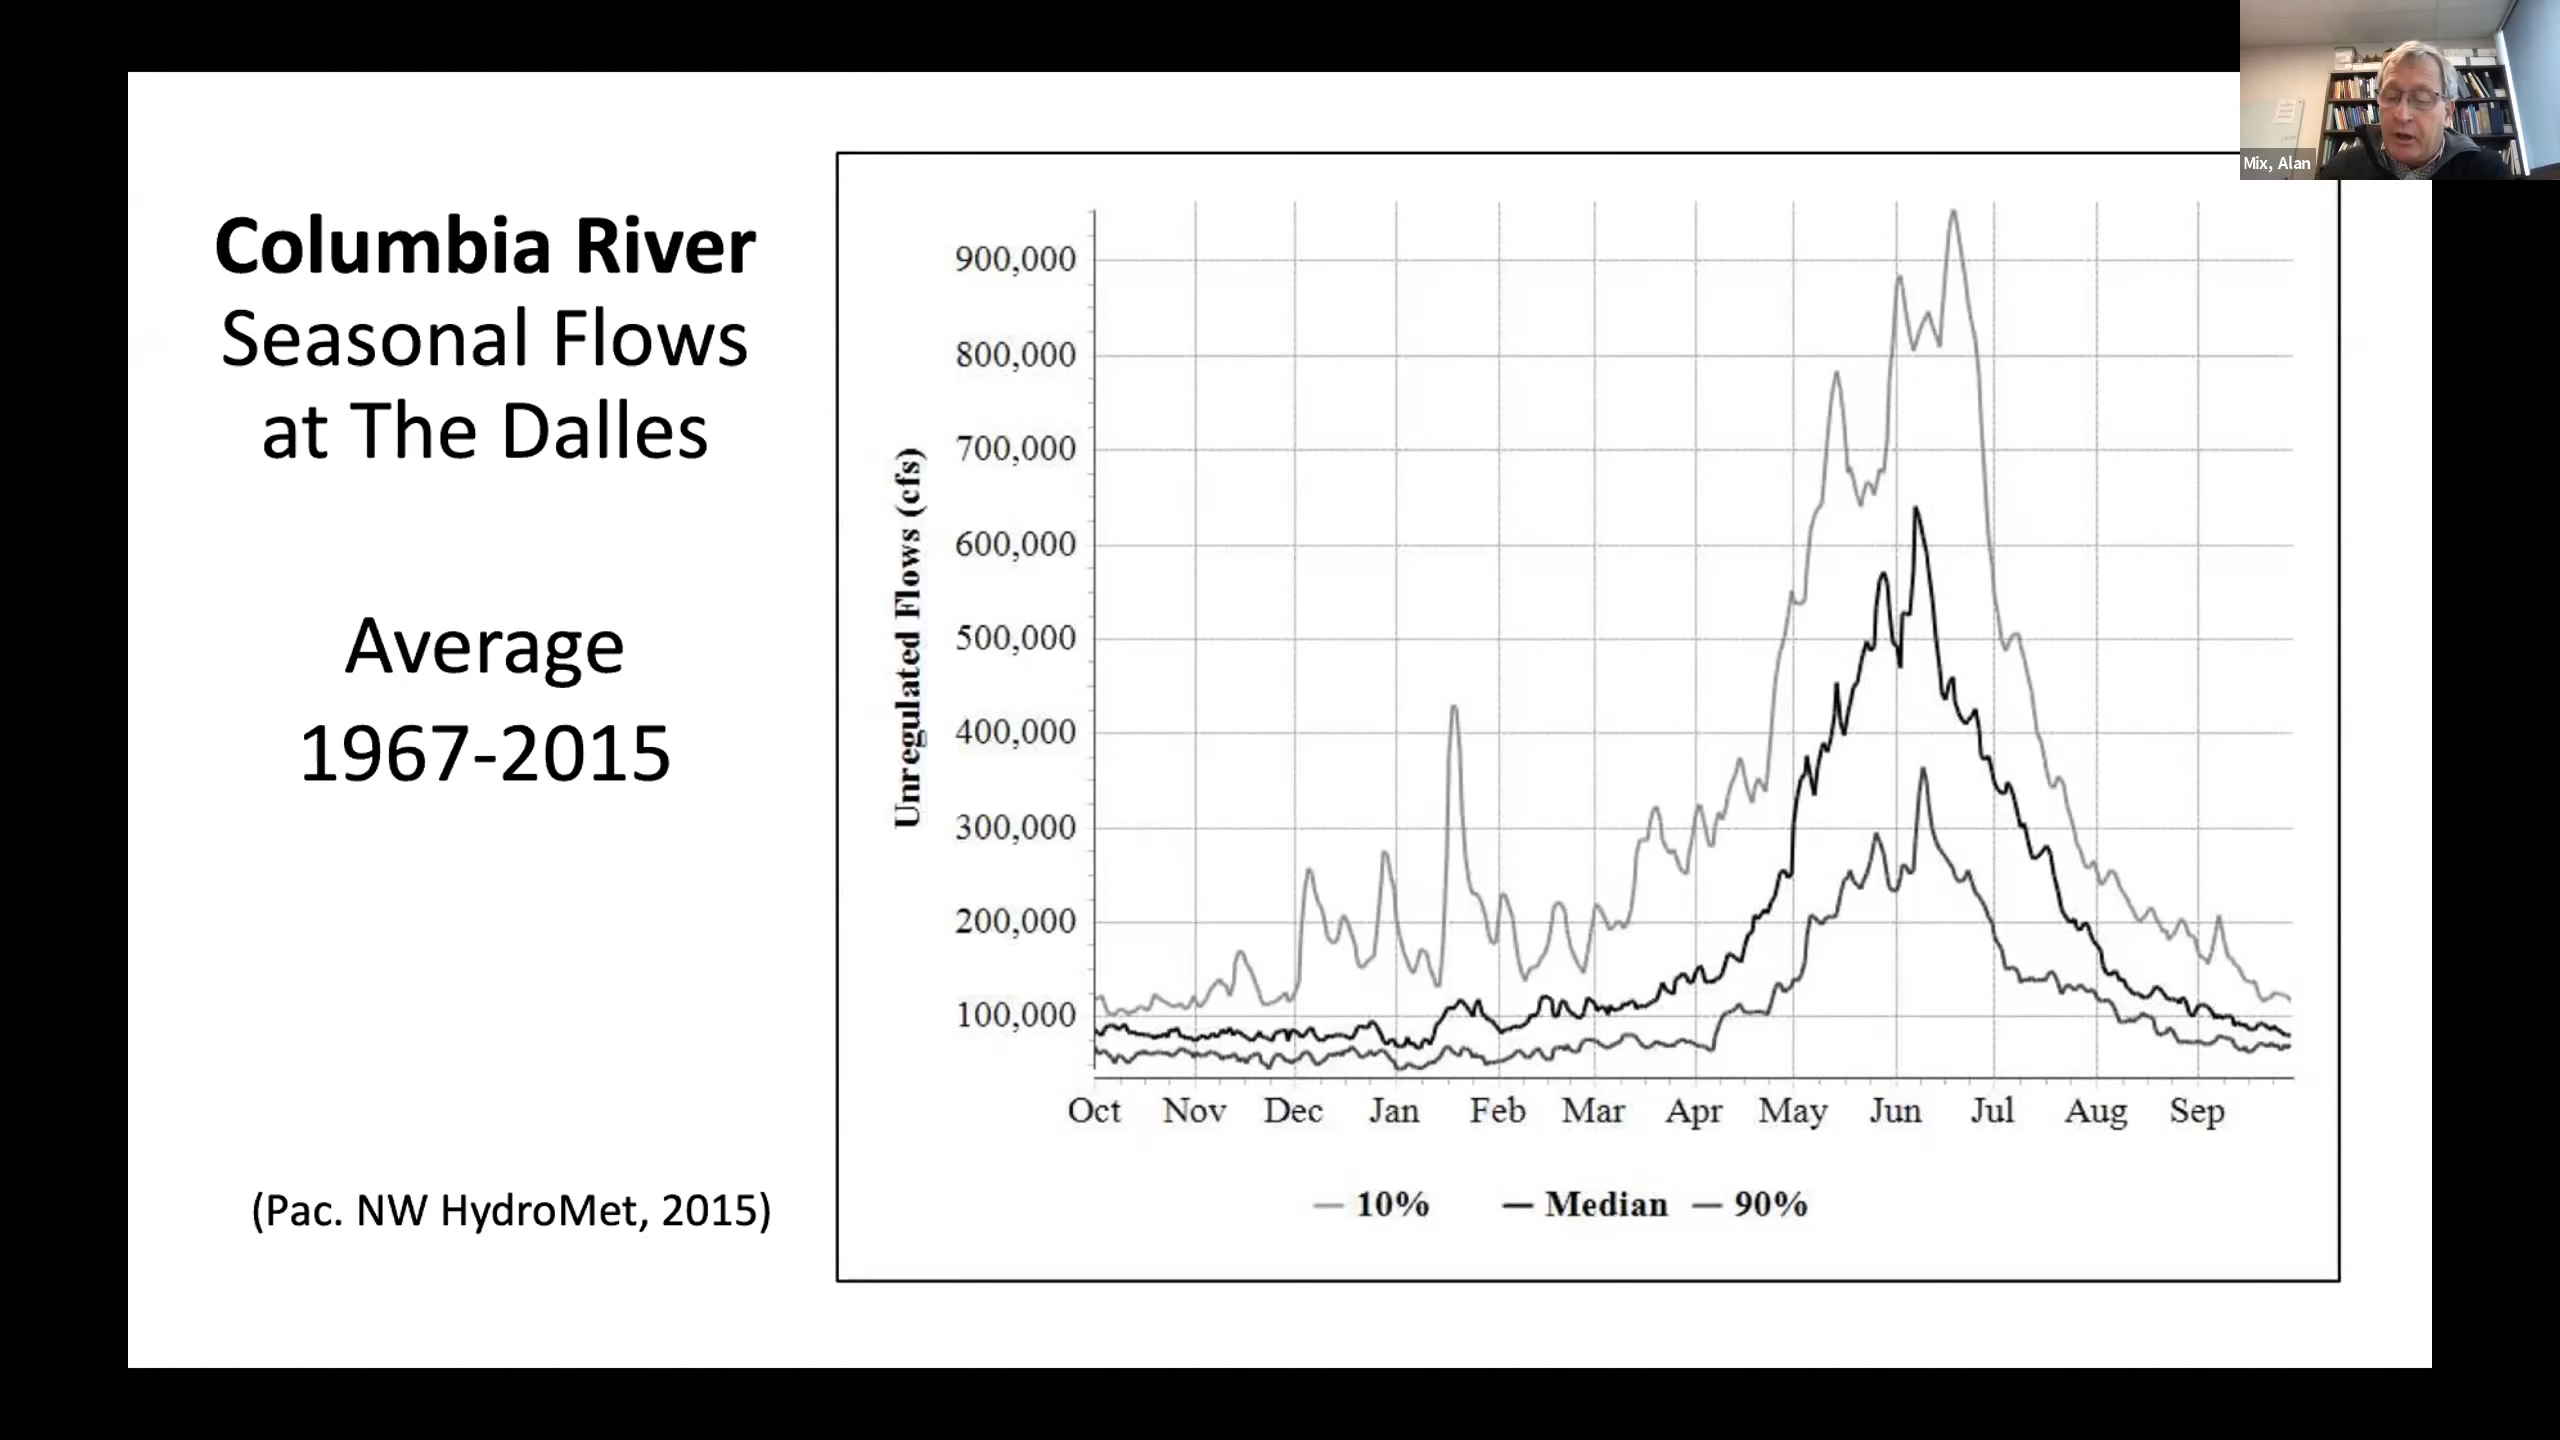 Mix, Alan
Columbia River
Seasonal Flows
at The Dalles
Average
1967-2015
(Pac. NW HydroMet, 2015)
Unregulated Flows (cfs)
900,000
800,000
700,000
600,000
500,000
400,000
300,000
200,000
100,000
Oct Nov Dec Jan Feb Mar Apr May Jun Jul Aug Sep
10% Median 90%